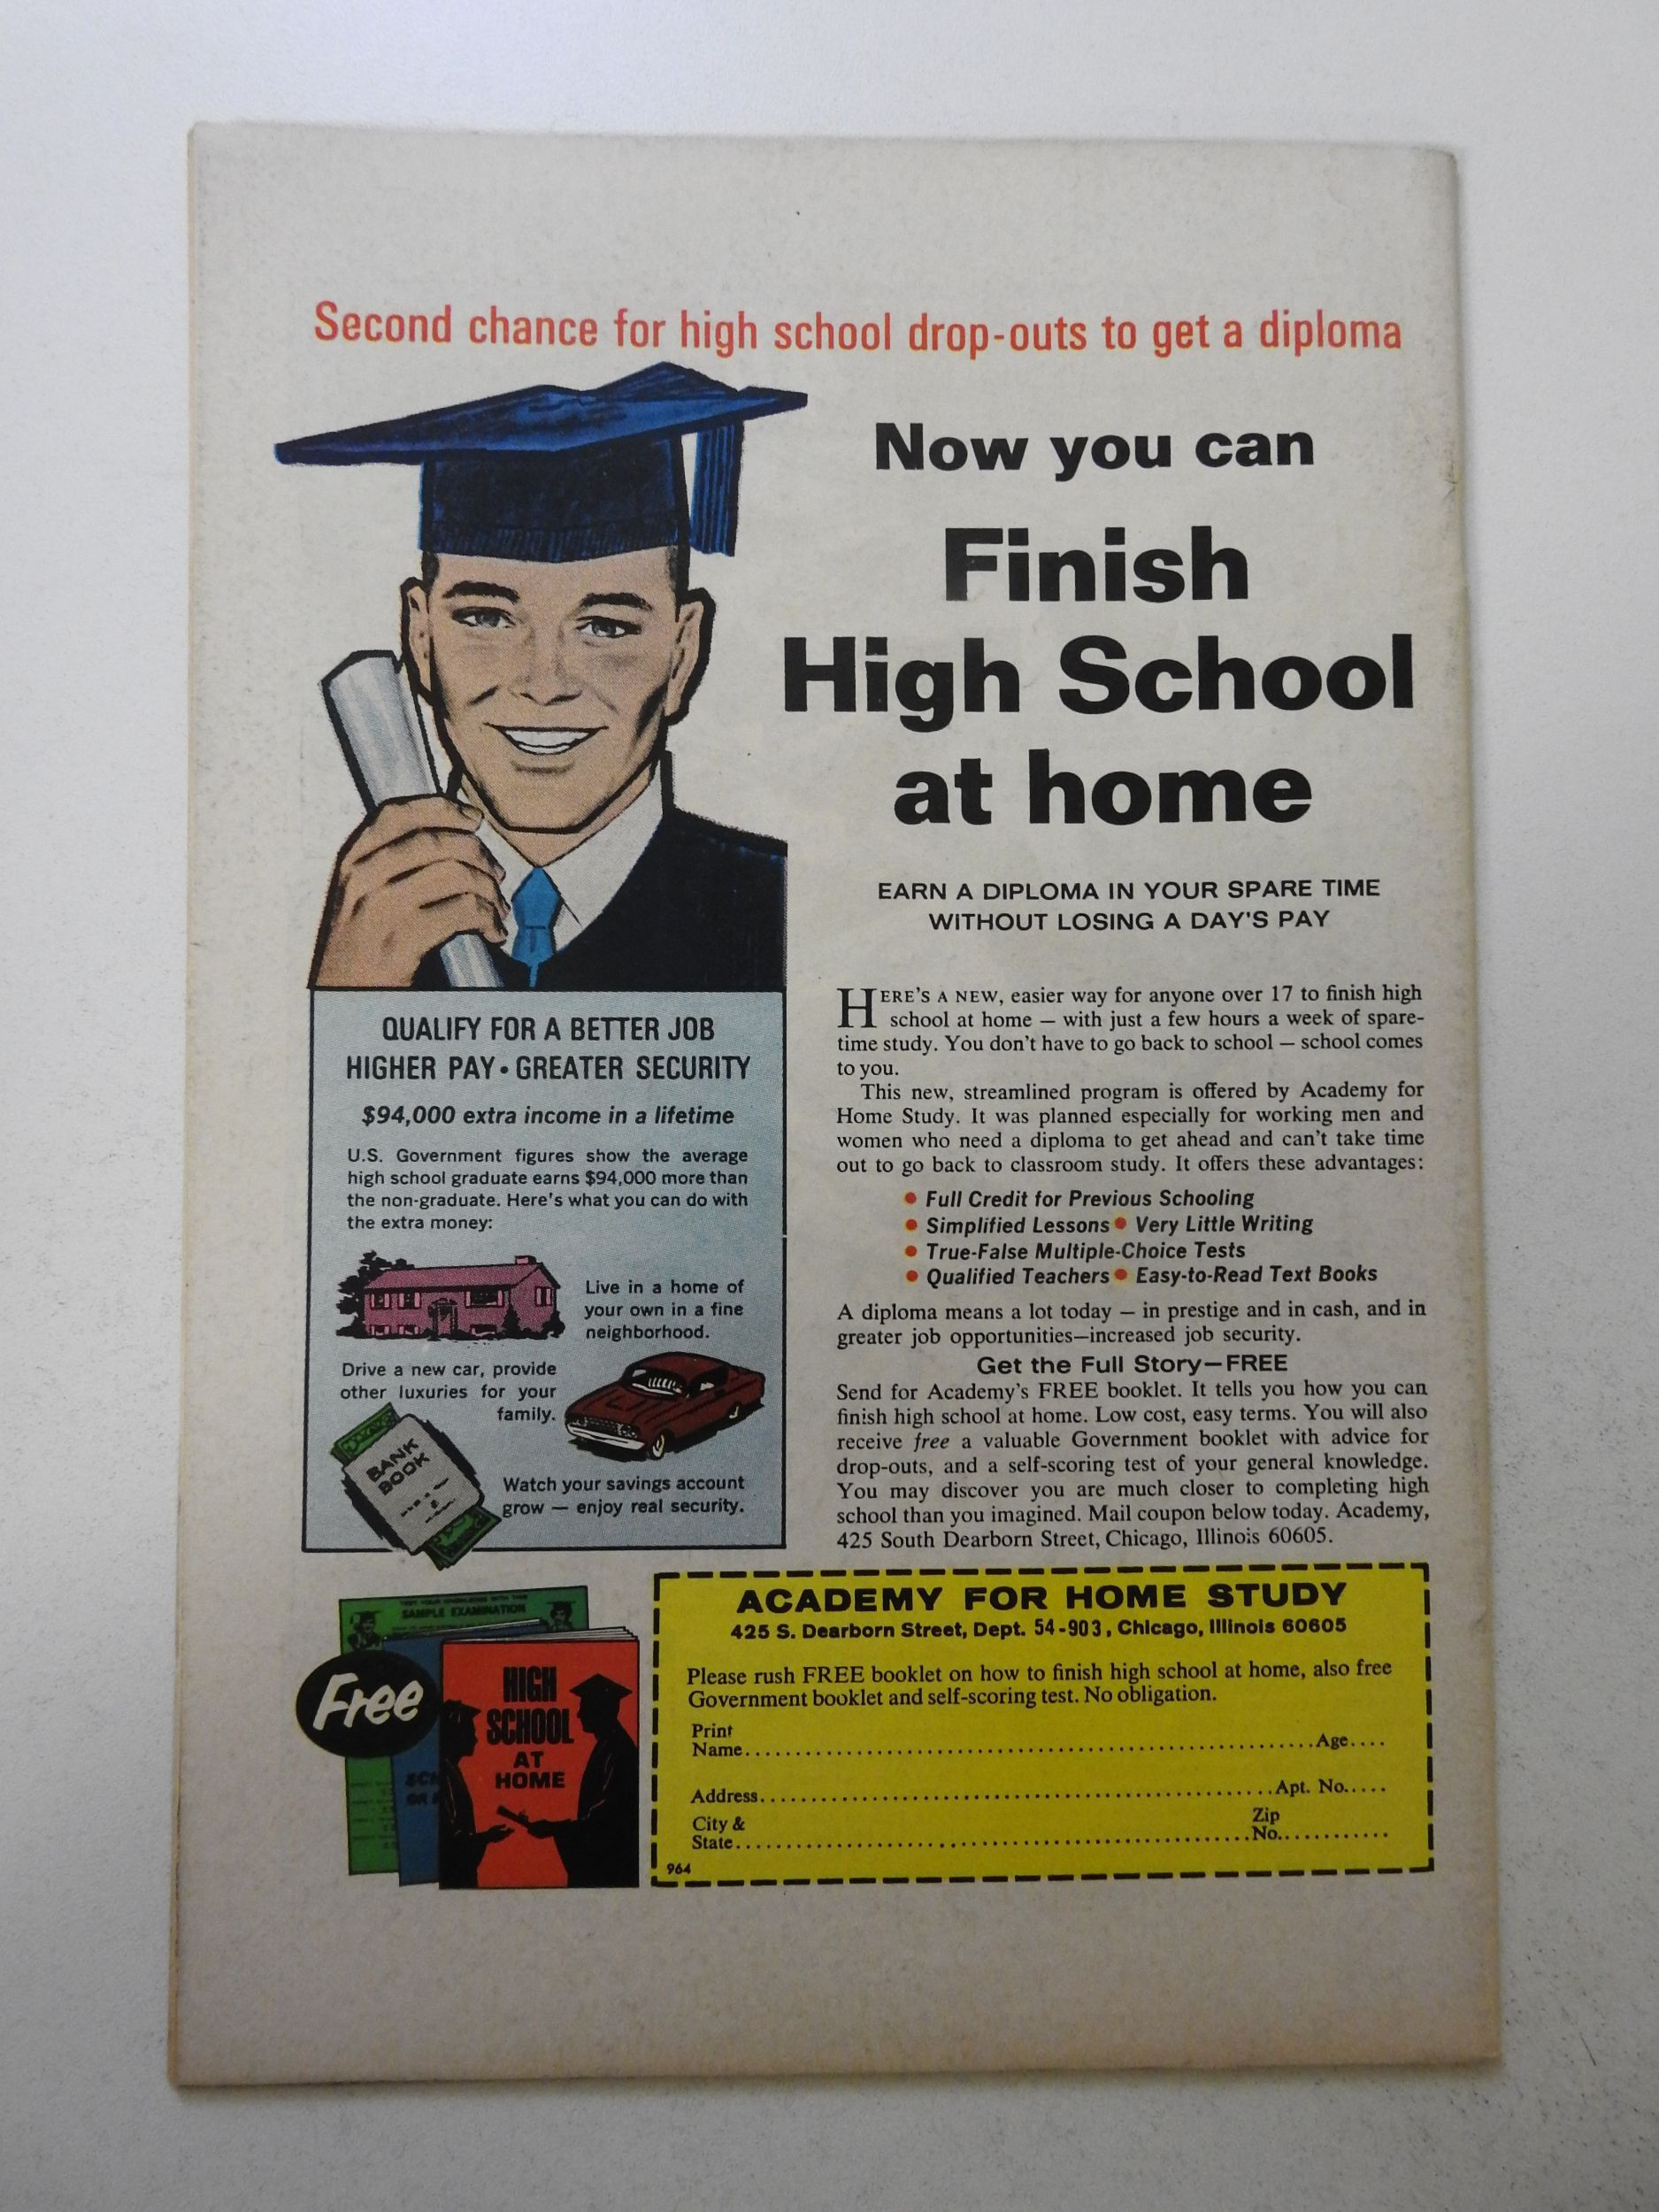 Second chance for high school drop-outs to get a diploma
Now you can
Finish
High School
at home
EARN A DIPLOMA IN YOUR SPARE TIME
WITHOUT LOSING A DAY'S PAY
HERE'S A NEW, easier way for anyone over 17 to finish high
school at home — with just a few hours a week of spare-
time study. You don't have to go back to school — school comes
to you.
This new, streamlined program is offered by Academy for
Home Study. It was planned especially for working men and
women who need a diploma to get ahead and can't take time
out to go back to classroom study. It offers these advantages:
• Full Credit for Previous Schooling
• Simplified Lessons • Very Little Writing
• True-False Multiple-Choice Tests
• Qualified Teachers • Easy-to-Read Text Books
A diploma means a lot today — in prestige and in cash, and in
greater job opportunities—increased job security.
Get the Full Story—FREE
Send for Academy's FREE booklet. It tells you how you can
finish high school at home. Low cost, easy terms. You will also
receive free a valuable Government booklet with advice for
drop-outs, and a self-scoring test of your general knowledge.
You may discover you are much closer to completing high
school than you imagined. Mail coupon below today. Academy,
425 South Dearborn Street, Chicago, Illinois 60605.
QUALIFY FOR A BETTER JOB
HIGHER PAY • GREATER SECURITY
$94,000 extra income in a lifetime
U.S. Government figures show the average
high school graduate earns $94,000 more than
the non-graduate. Here's what you can do with
the extra money:
Live in a home of
your own in a fine
neighborhood.
Drive a new car, provide
other luxuries for your
family.
BANK
BOOK
Watch your savings account
grow — enjoy real security.
TEST YOUR KNOWLEDGE WITH THIS
SAMPLE EXAMINATION
Free
HIGH
SCHOOL
AT
HOME
ACADEMY FOR HOME STUDY
425 S. Dearborn Street, Dept. 54-903, Chicago, Illinois 60605
Please rush FREE booklet on how to finish high school at home, also free
Government booklet and self-scoring test. No obligation.
Print
Name..........Age....
Address..........Apt. No.....
City & Zip
State..........No............
964